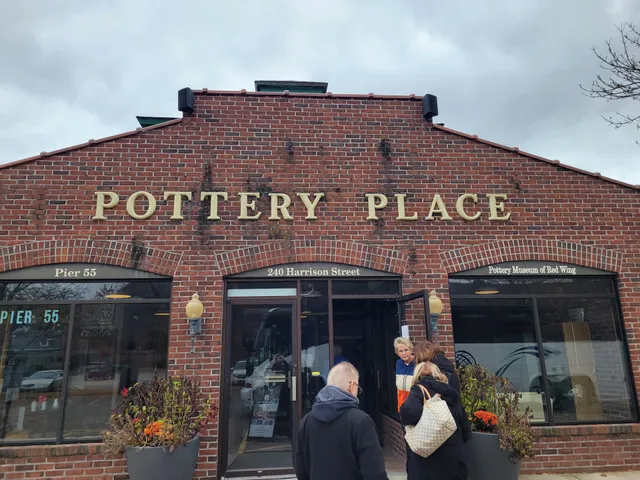 POTTERY PLACE
Pier 55
240 Harrison Street
Pottery Museum of Red Wing
PIER 55